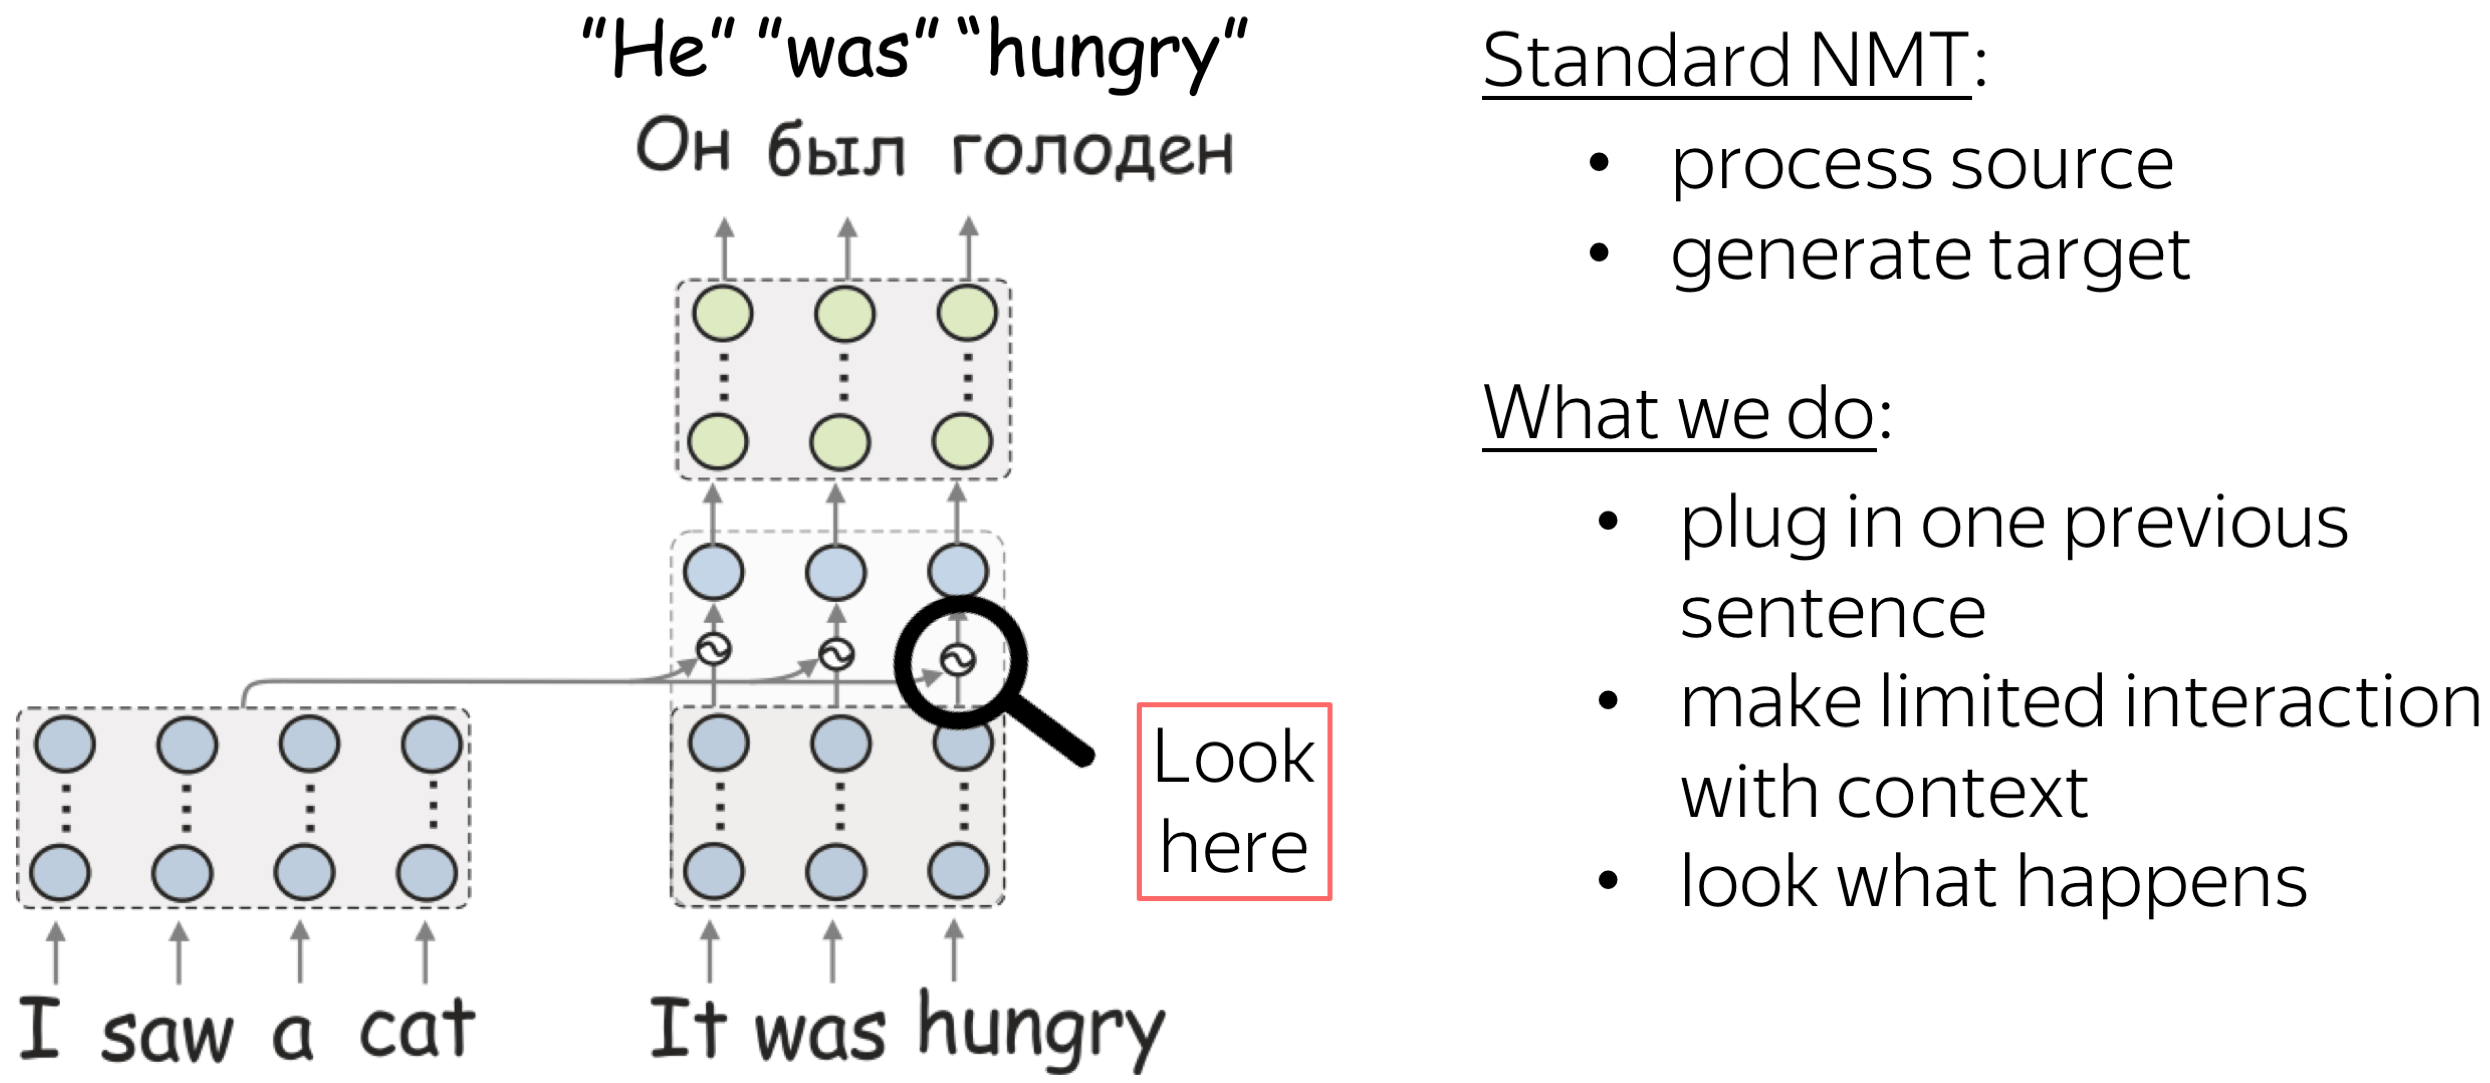 “He” “was” “hungry”
Он был голоден
I saw a cat
It was hungry
Look
here
Standard NMT:
• process source
• generate target
What we do:
• plug in one previous
sentence
• make limited interaction
with context
• look what happens